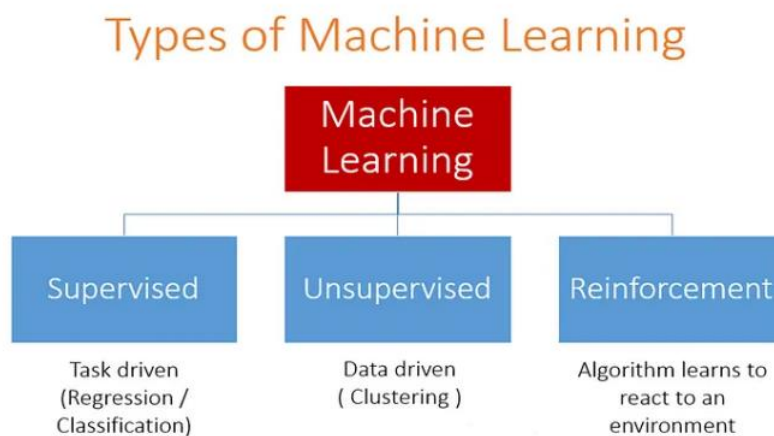 Types of Machine Learning
Machine
Learning
Supervised
Unsupervised
Reinforcement
Task driven
(Regression /
Classification)
Data driven
( Clustering )
Algorithm learns to
react to an
environment